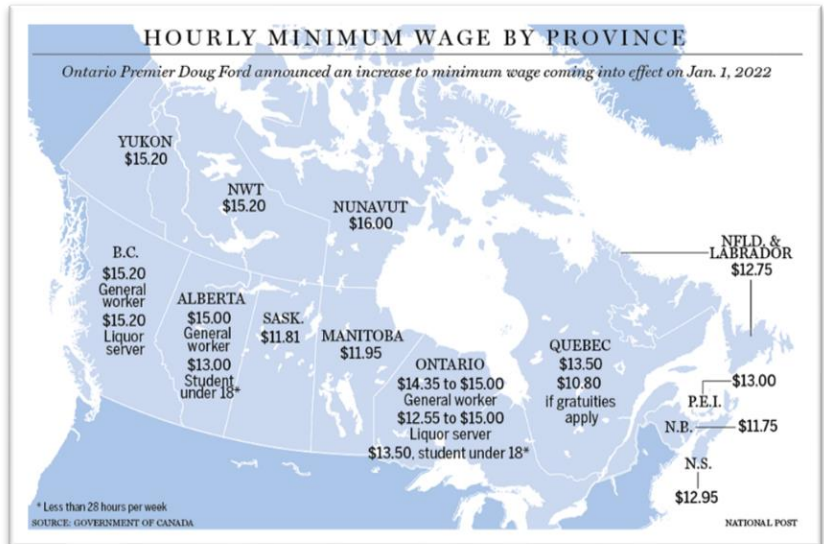 HOURLY MINIMUM WAGE BY PROVINCE
Ontario Premier Doug Ford announced an increase to minimum wage coming into effect on Jan. 1, 2022
YUKON
$15.20
NWT
$15.20
NUNAVUT
$16.00
B.C.
$15.20
General
worker
$15.20
Liquor
server
ALBERTA
$15.00
General
worker
$13.00
Student
under 18*
SASK.
$11.81
MANITOBA
$11.95
ONTARIO
$14.35 to $15.00
General worker
$12.55 to $15.00
Liquor server
$13.50, student under 18*
QUEBEC
$13.50
$10.80
if gratuities
apply
NFLD. &
LABRADOR
$12.75
$13.00
P.E.I.
N.B.
$11.75
N.S.
$12.95
* Less than 28 hours per week
SOURCE: GOVERNMENT OF CANADA
NATIONAL POST